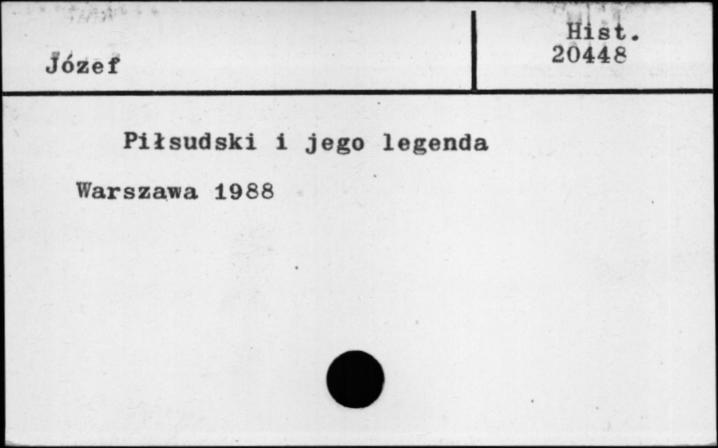 Hist.
Józef 20448
Piłsudski i jego legenda
Warszawa 1988